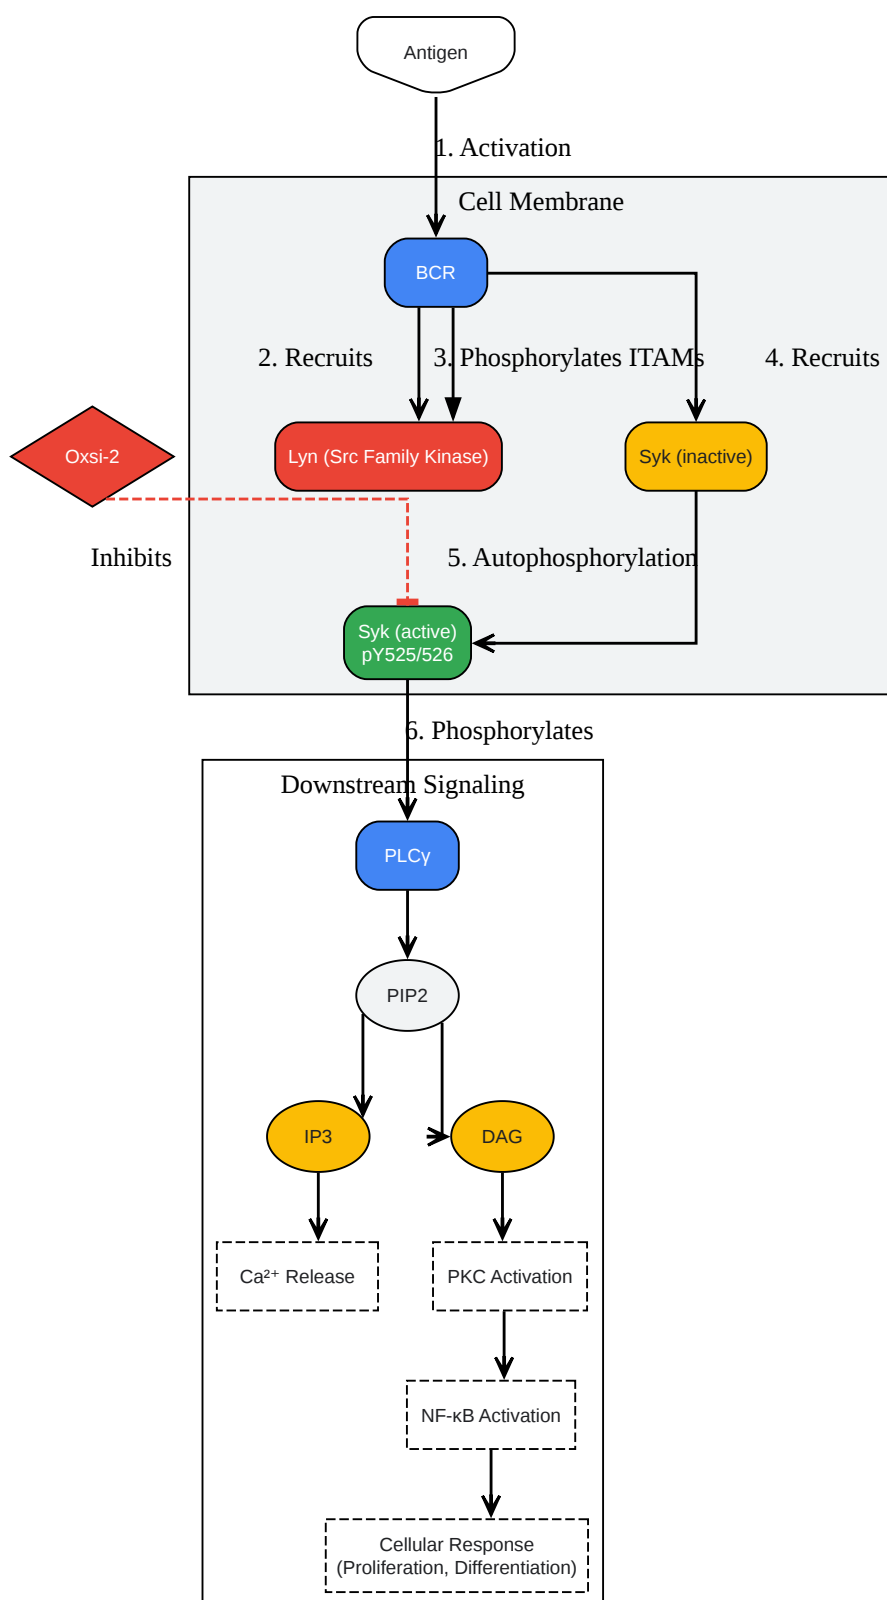 Antigen
1. Activation
Cell Membrane
BCR
2. Recruits
3. Phosphorylates ITAMs
4. Recruits
Oxsi-2
Lyn (Src Family Kinase)
Syk (inactive)
Inhibits
5. Autophosphorylation
Syk (active)
pY525/526
6. Phosphorylates
Downstream Signaling
PLCγ
PIP2
IP3
DAG
Ca²⁺ Release
PKC Activation
NF-κB Activation
Cellular Response
(Proliferation, Differentiation)